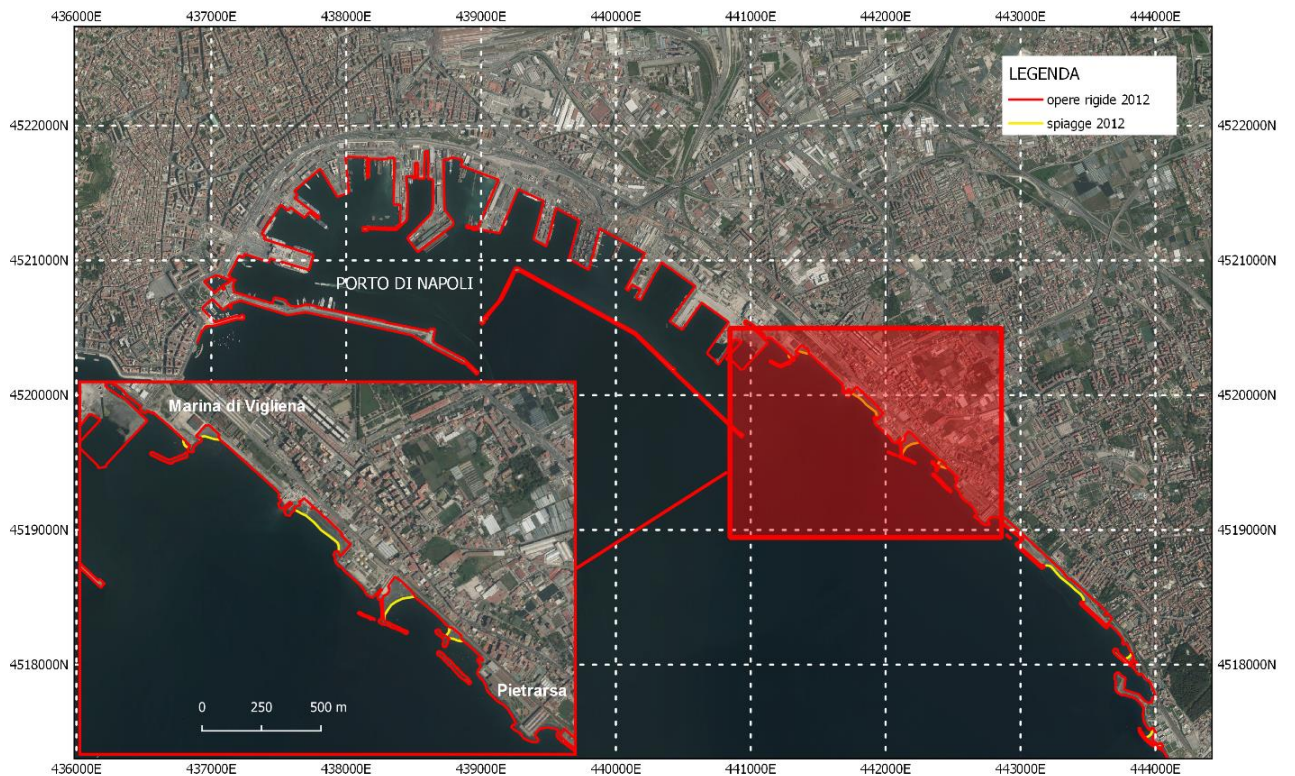 436000E 437000E 438000E 439000E 440000E 441000E 442000E 443000E 444000E
LEGENDA
opere rigide 2012
spiagge 2012
4522000N 4522000N
4521000N 4521000N
PORTO DI NAPOLI
4520000N 4520000N
Marina di Vigliena
4519000N 4519000N
4518000N 4518000N
Pietrarsa
0 250 500 m
436000E 437000E 438000E 439000E 440000E 441000E 442000E 443000E 444000E